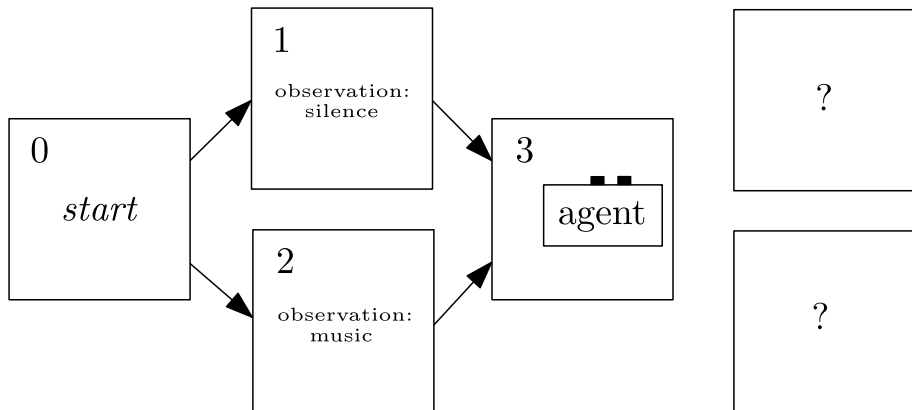 0
start
1
observation:
silence
2
observation:
music
3
agent
?
?